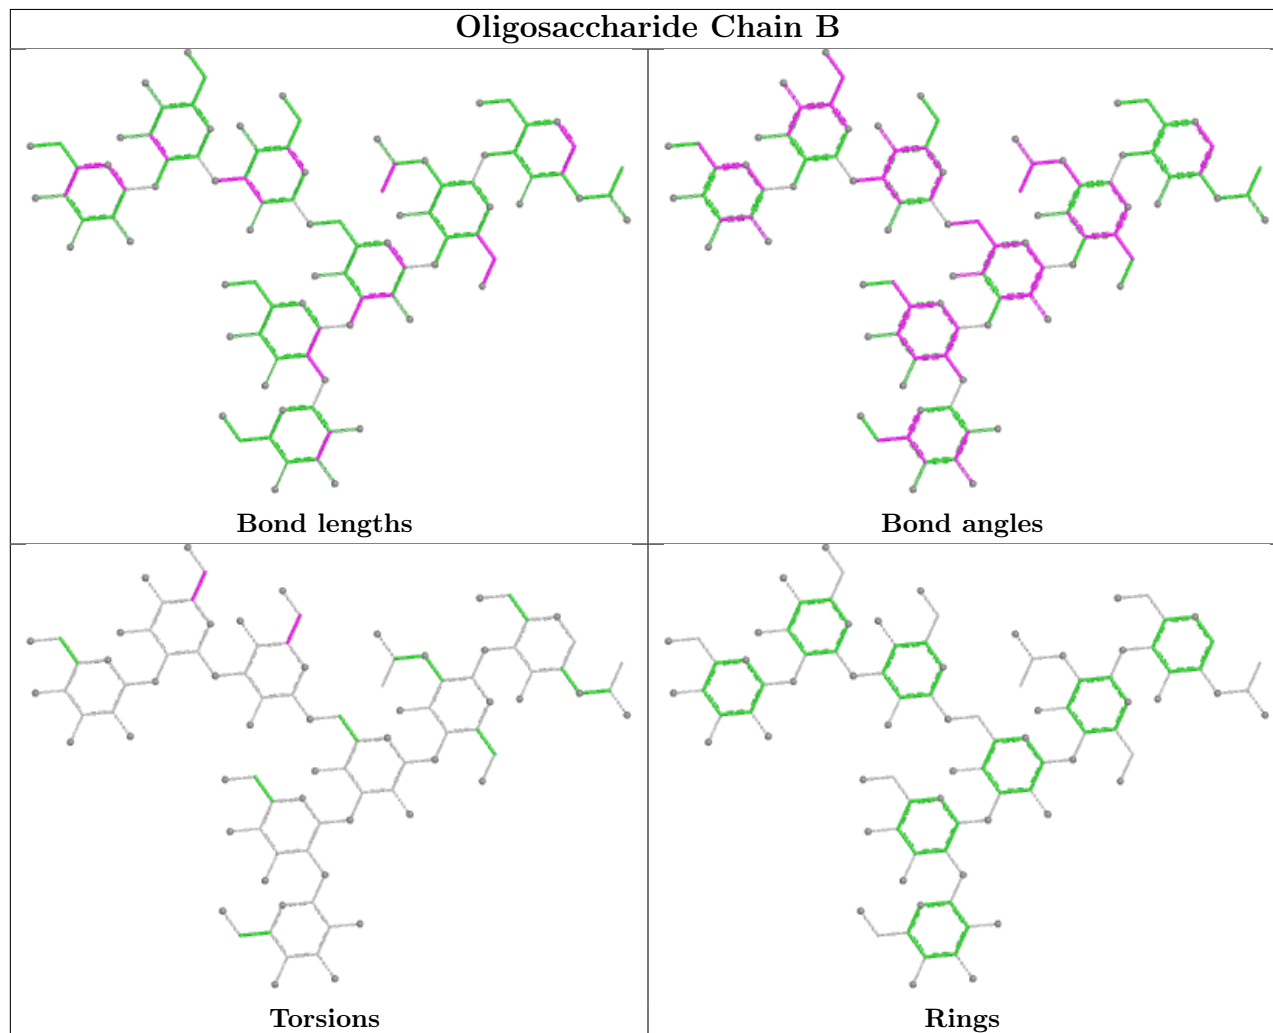 Oligosaccharide Chain B
Bond lengths
Bond angles
Torsions
Rings